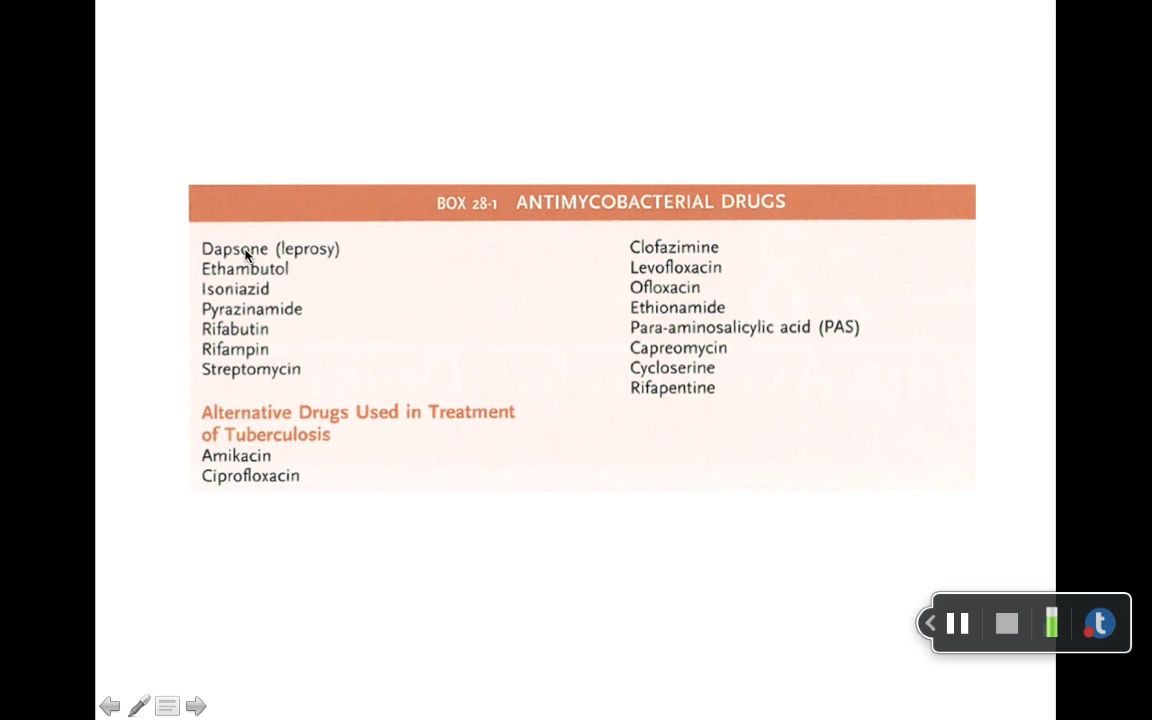 BOX 28-1 ANTIMYCOBACTERIAL DRUGS
Dapsone (leprosy)
Ethambutol
Isoniazid
Pyrazinamide
Rifabutin
Rifampin
Streptomycin
Alternative Drugs Used in Treatment
of Tuberculosis
Amikacin
Ciprofloxacin
Clofazimine
Levofloxacin
Ofloxacin
Ethionamide
Para-aminosalicylic acid (PAS)
Capreomycin
Cycloserine
Rifapentine
t